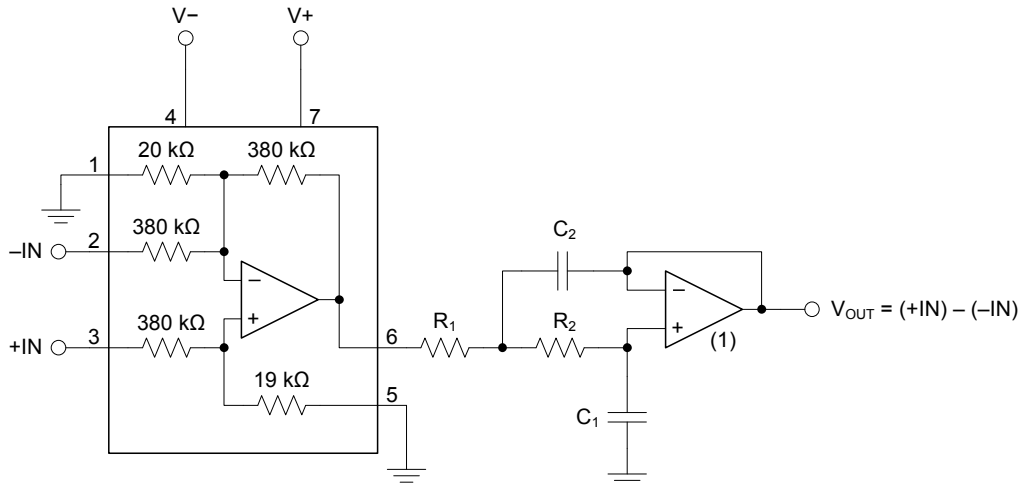 V− V+
4 7
20 kΩ 380 kΩ
1
380 kΩ
–IN 2
−
+
380 kΩ
+IN 3
6
19 kΩ
5
R₁
C₂
R₂
−
+
(1)
V_OUT = (+IN) – (–IN)
C₁